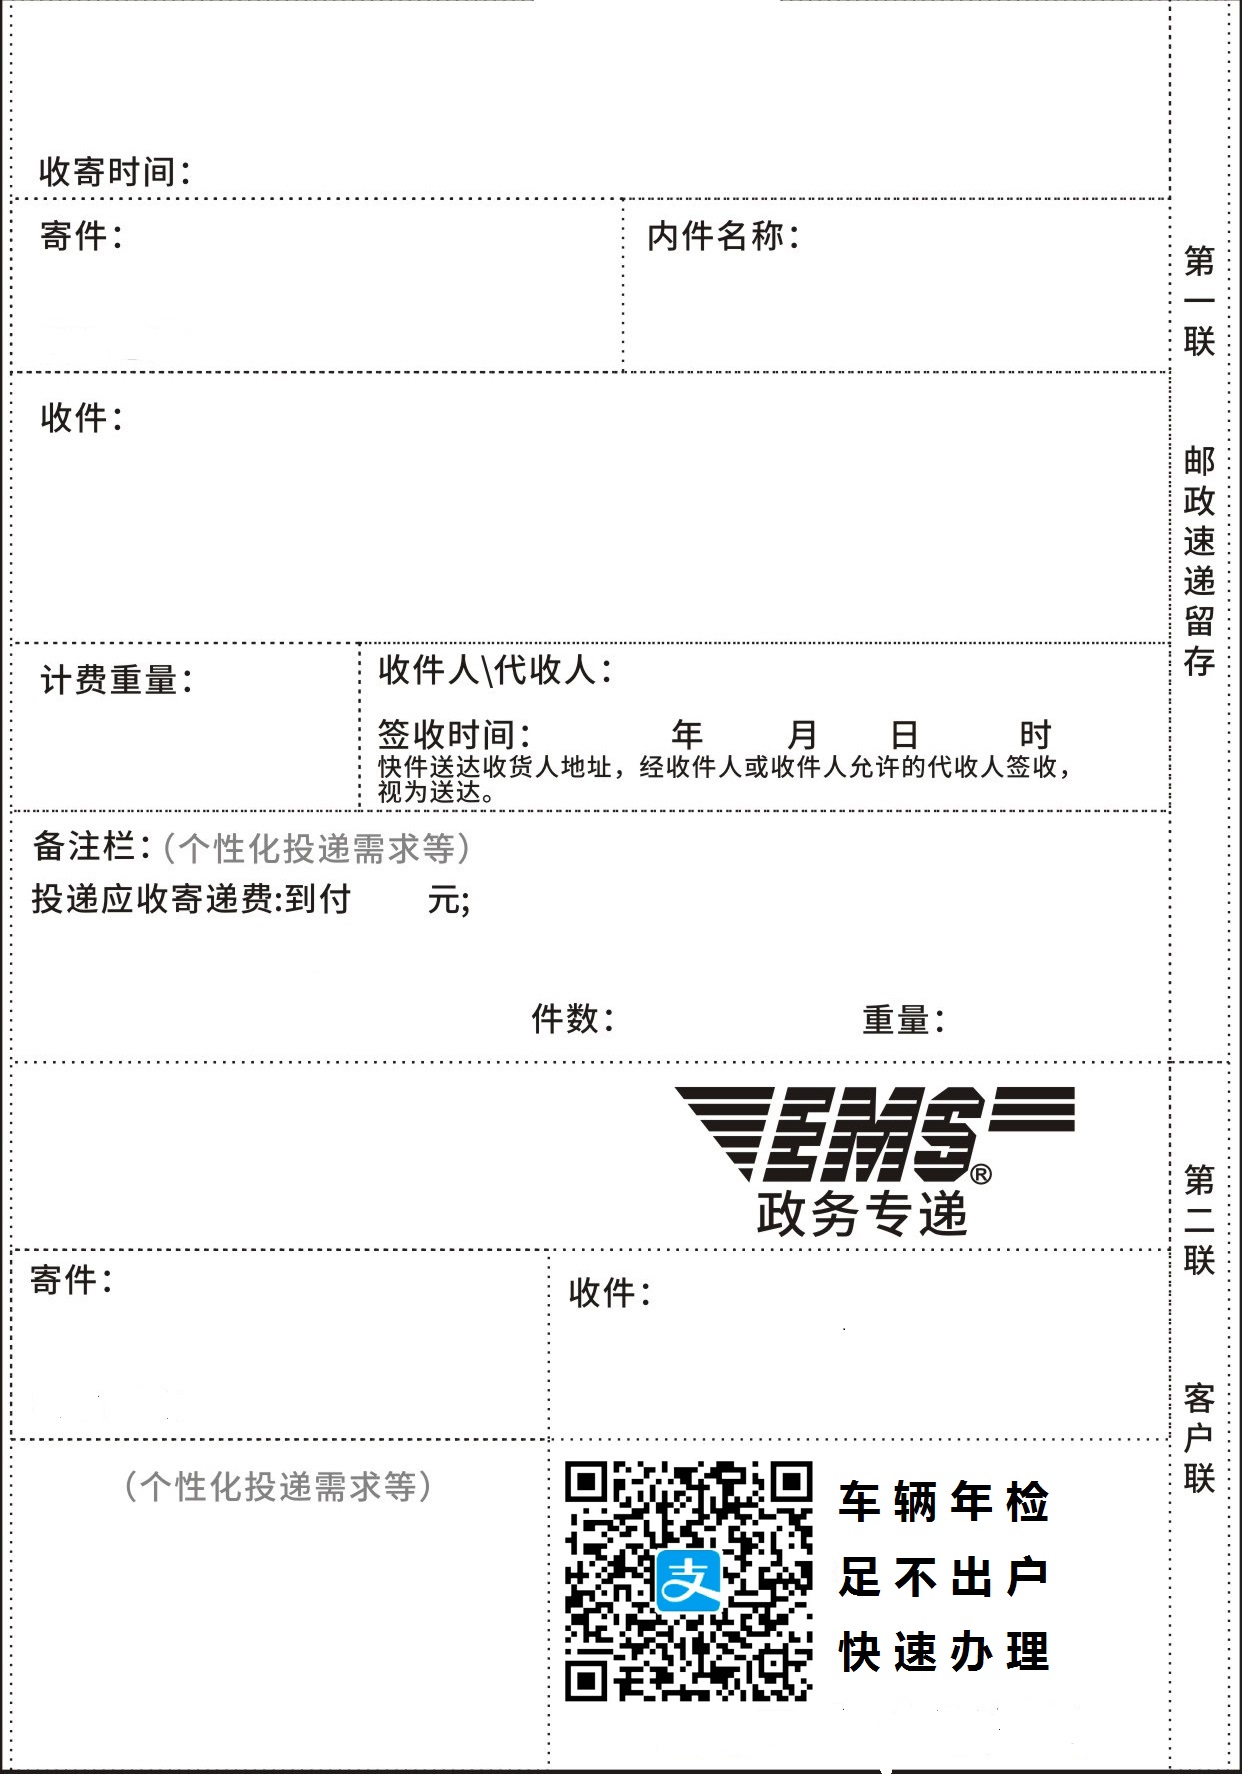 收寄时间：
寄件：
内件名称：
收件：
计费重量：
收件人\代收人：
签收时间： 年 月 日 时
快件送达收货人地址，经收件人或收件人允许的代收人签收，
视为送达。
备注栏：（个性化投递需求等）
投递应收寄递费:到付 元;
件数： 重量：
第一联 邮政速递留存
EMS®
政务专递
寄件：
收件：
（个性化投递需求等）
支
车辆年检
足不出户
快速办理
第二联 客户联